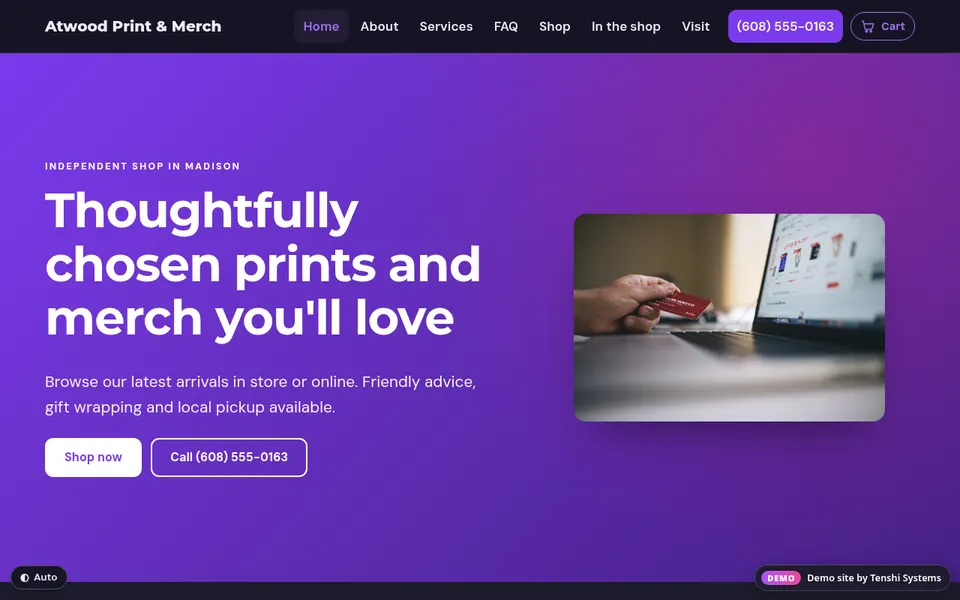 Atwood Print & Merch
Home About Services FAQ Shop In the shop Visit (608) 555-0163 Cart
INDEPENDENT SHOP IN MADISON
Thoughtfully
chosen prints and
merch you'll love
Browse our latest arrivals in store or online. Friendly advice,
gift wrapping and local pickup available.
Shop now
Call (608) 555-0163
Auto
DEMO Demo site by Tenshi Systems